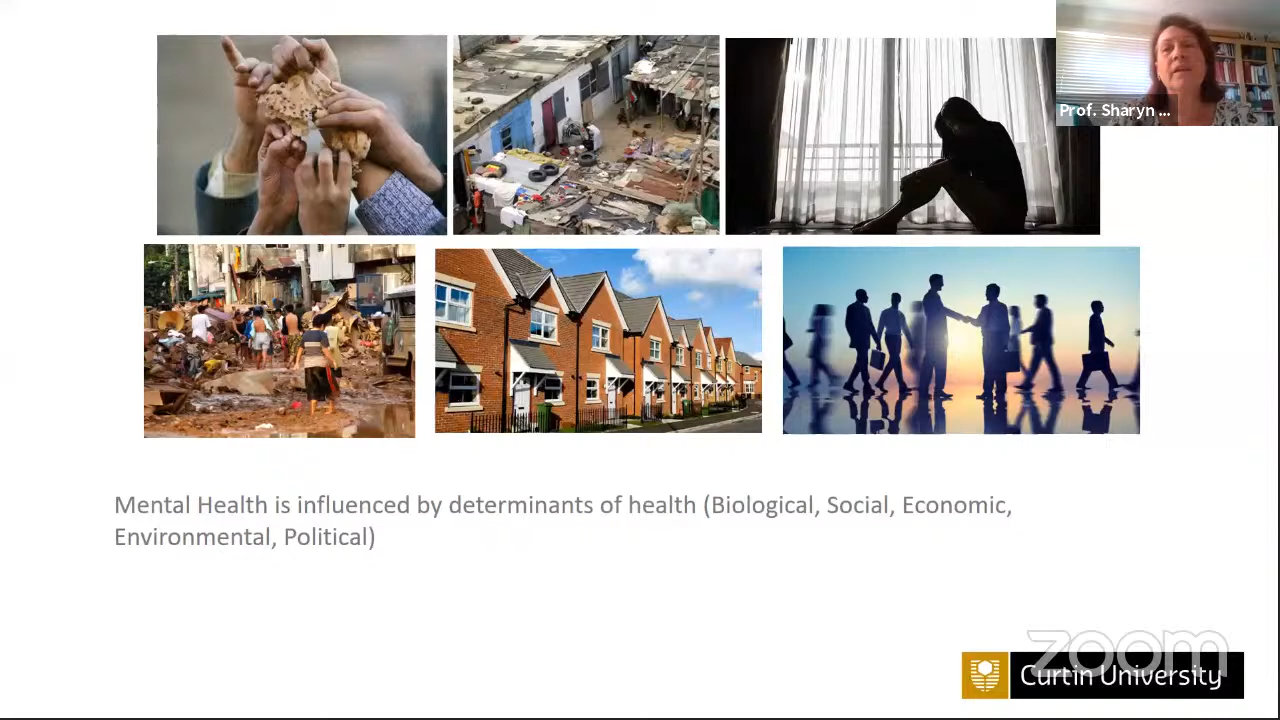 Prof. Sharyn ...
Mental Health is influenced by determinants of health (Biological, Social, Economic,
Environmental, Political)
zoom
Curtin University